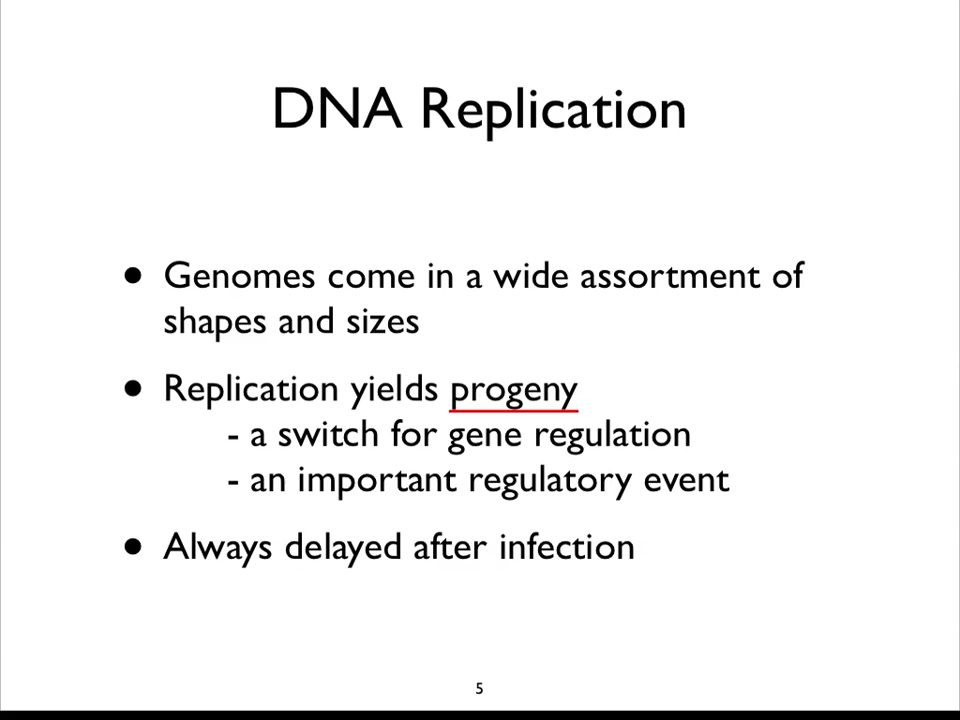 DNA Replication
• Genomes come in a wide assortment of
shapes and sizes
• Replication yields progeny
- a switch for gene regulation
- an important regulatory event
• Always delayed after infection
5